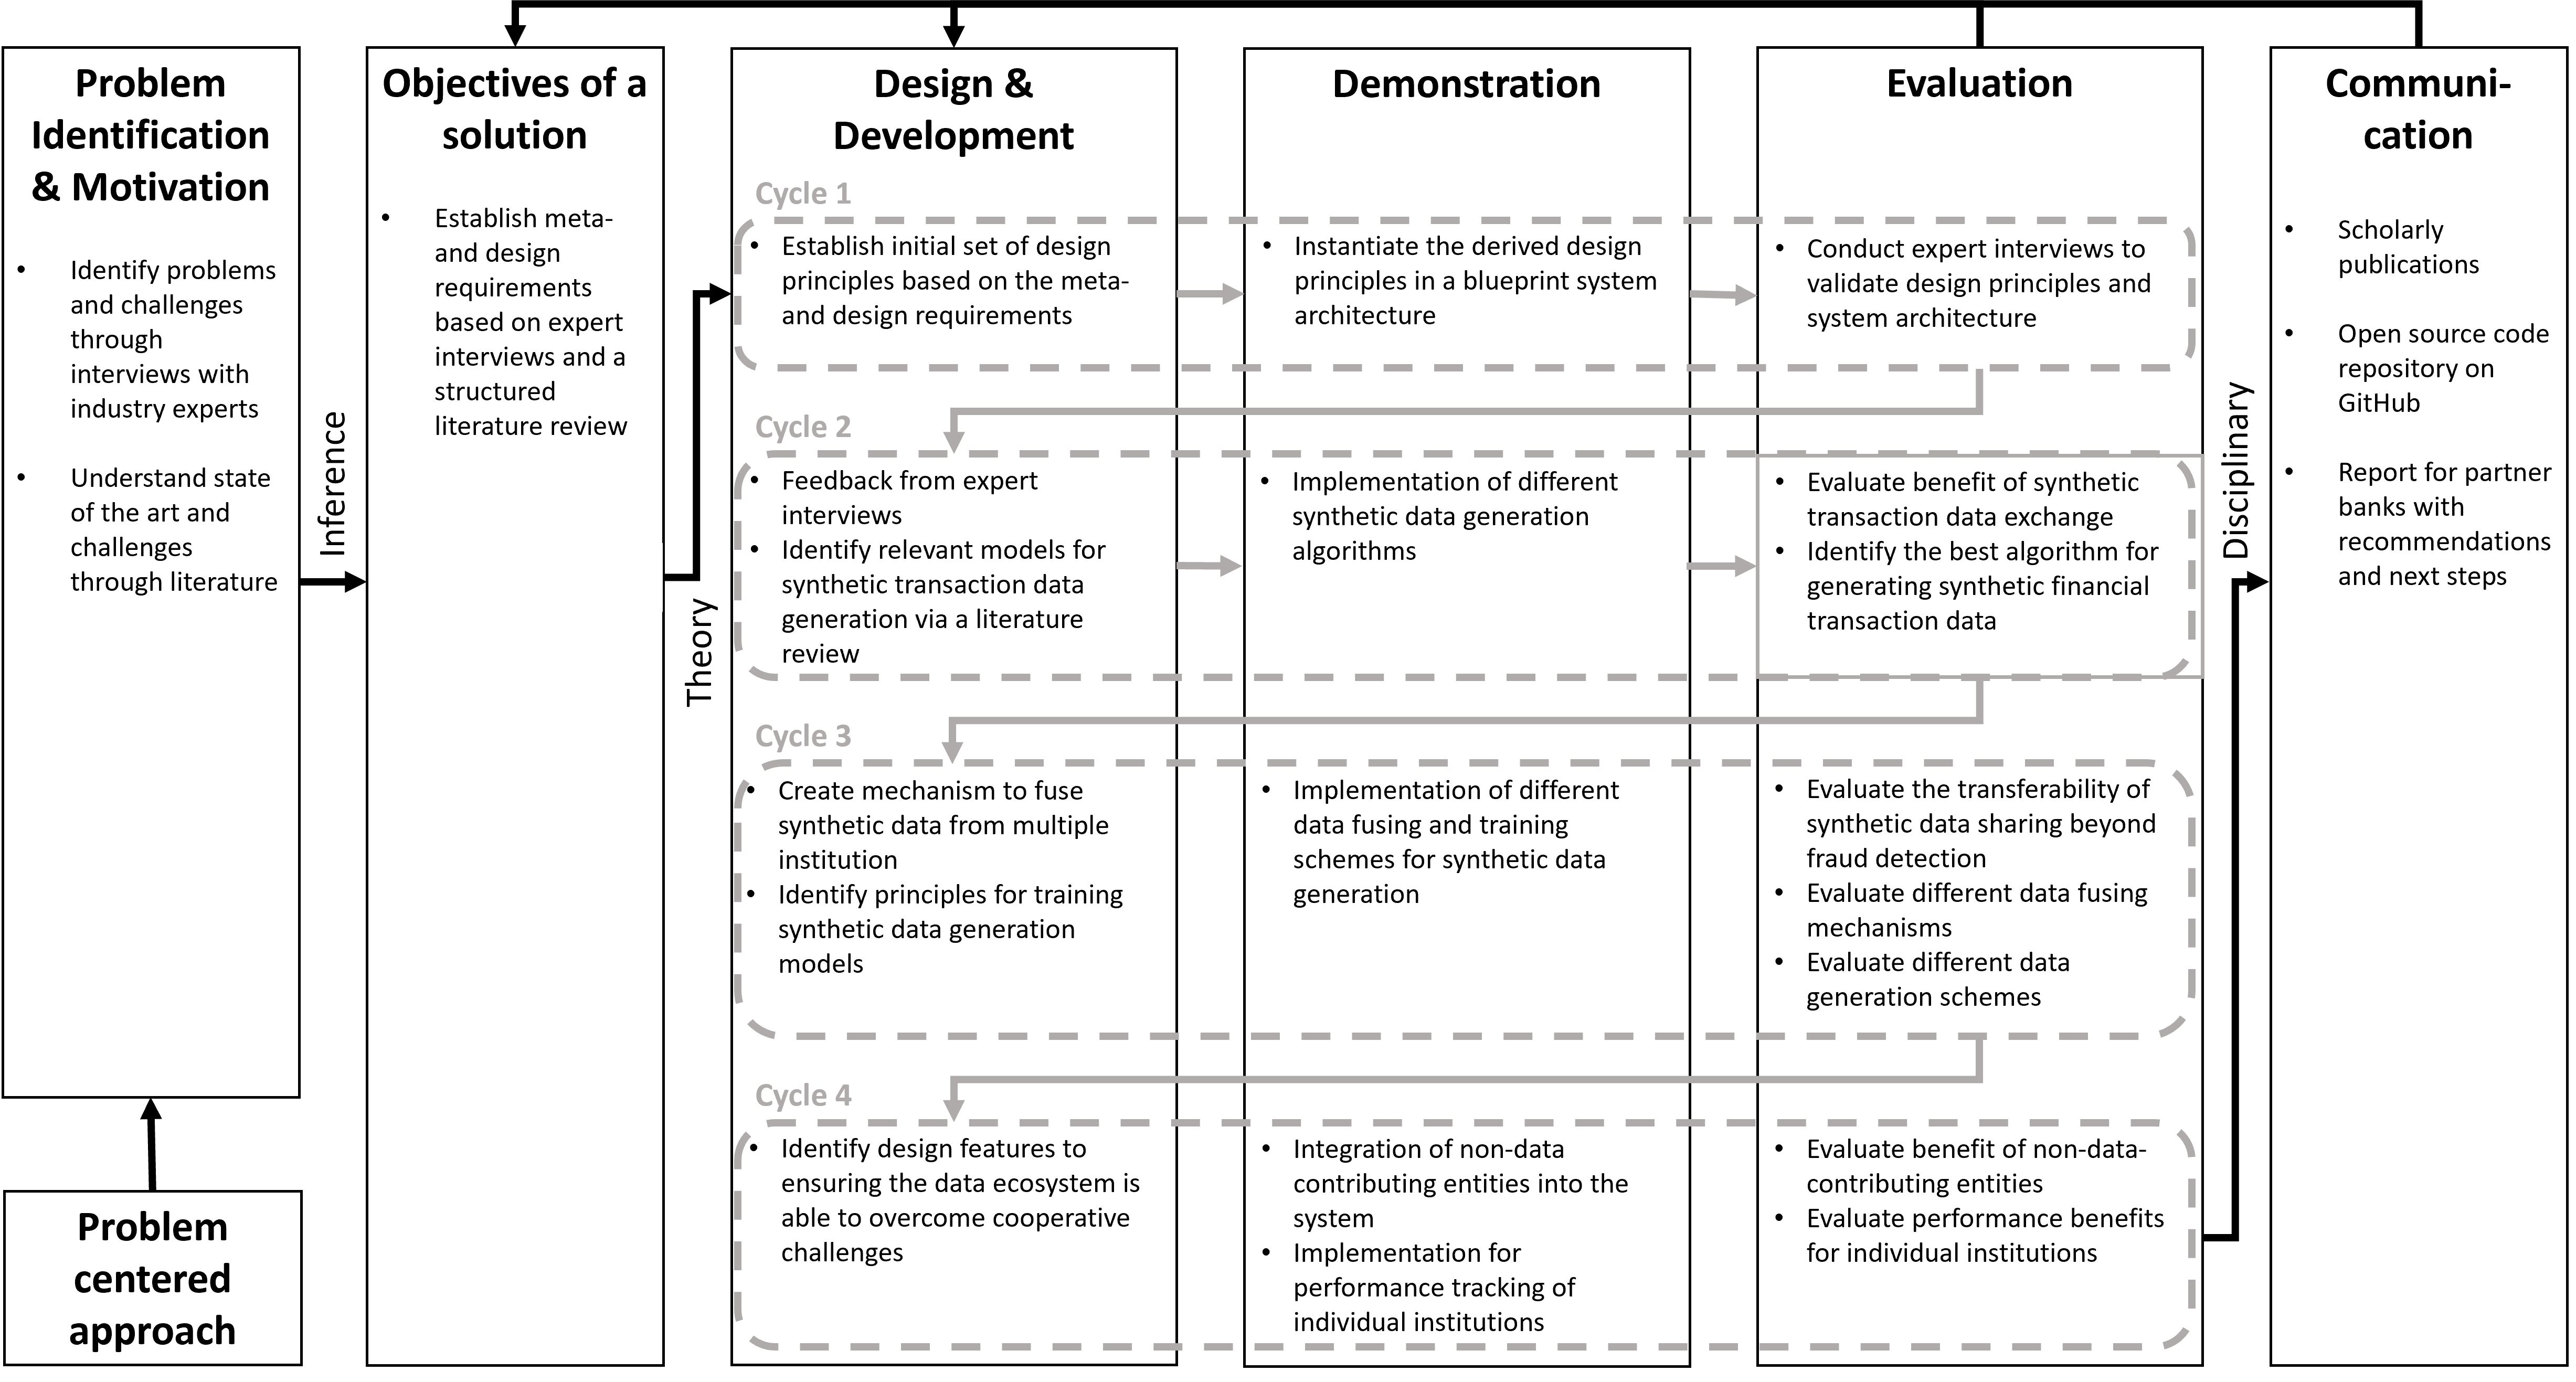 Problem
Identification
& Motivation
• Identify problems
and challenges
through
interviews with
industry experts
• Understand state
of the art and
challenges
through literature
Problem
centered
approach
Inference
Objectives of a
solution
• Establish meta-
and design
requirements
based on expert
interviews and a
structured
literature review
Theory
Design &
Development
Demonstration
Evaluation
Cycle 1
• Establish initial set of design
principles based on the meta-
and design requirements
• Instantiate the derived design
principles in a blueprint system
architecture
• Conduct expert interviews to
validate design principles and
system architecture
Cycle 2
• Feedback from expert
interviews
• Identify relevant models for
synthetic transaction data
generation via a literature
review
• Implementation of different
synthetic data generation
algorithms
• Evaluate benefit of synthetic
transaction data exchange
• Identify the best algorithm for
generating synthetic financial
transaction data
Cycle 3
• Create mechanism to fuse
synthetic data from multiple
institution
• Identify principles for training
synthetic data generation
models
• Implementation of different
data fusing and training
schemes for synthetic data
generation
• Evaluate the transferability of
synthetic data sharing beyond
fraud detection
• Evaluate different data fusing
mechanisms
• Evaluate different data
generation schemes
Cycle 4
• Identify design features to
ensuring the data ecosystem is
able to overcome cooperative
challenges
• Integration of non-data
contributing entities into the
system
• Implementation for
performance tracking of
individual institutions
• Evaluate benefit of non-data-
contributing entities
• Evaluate performance benefits
for individual institutions
Disciplinary
Communi-
cation
• Scholarly
publications
• Open source code
repository on
GitHub
• Report for partner
banks with
recommendations
and next steps